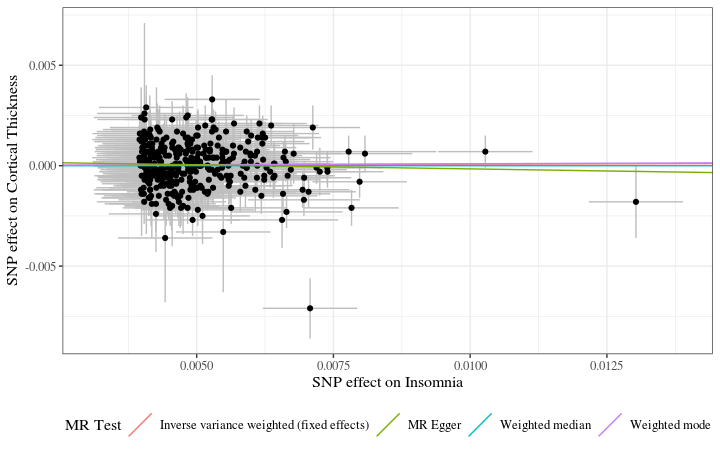 SNP effect on Cortical Thickness
0.005
0.000
-0.005
0.0050 0.0075 0.0100 0.0125
SNP effect on Insomnia
MR Test Inverse variance weighted (fixed effects) MR Egger Weighted median Weighted mode